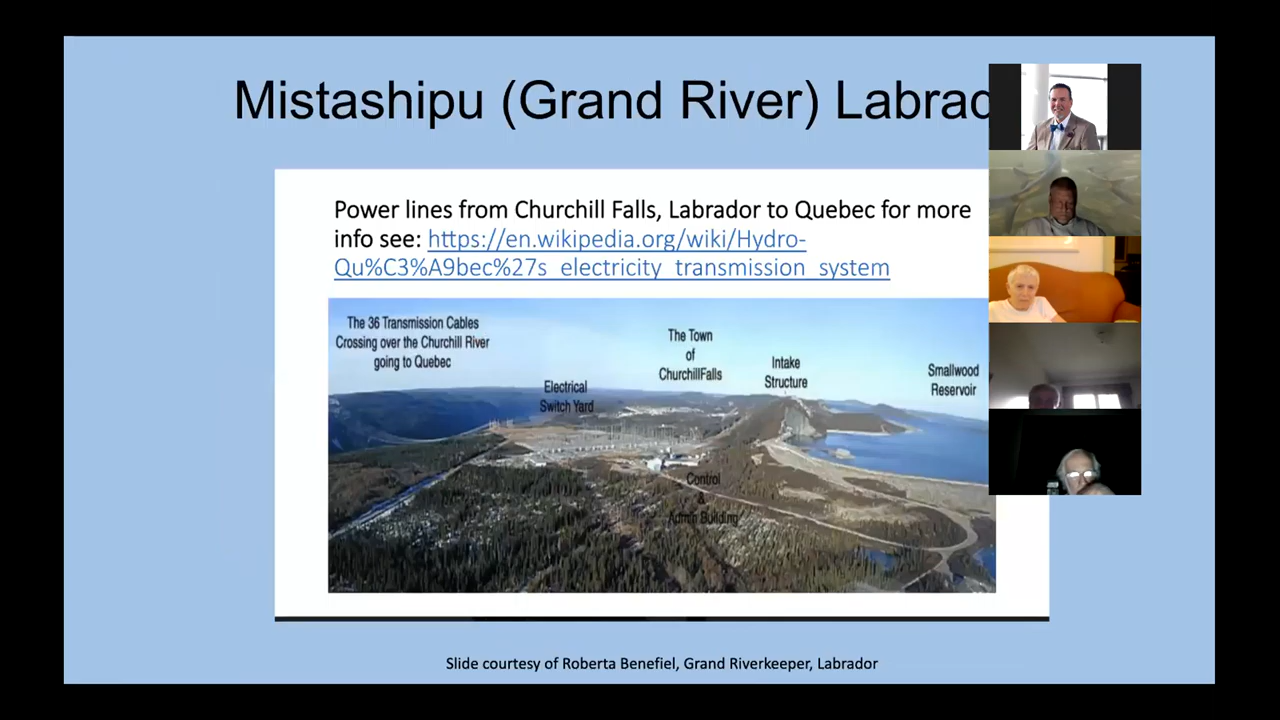 Mistashipu (Grand River) Labrad
Power lines from Churchill Falls, Labrador to Quebec for more
info see: https://en.wikipedia.org/wiki/Hydro-
Qu%C3%A9bec%27s_electricity_transmission_system
The 36 Transmission Cables
Crossing over the Churchill River
going to Quebec
Electrical
Switch Yard
The Town
of
ChurchillFalls
Intake
Structure
Smallwood
Reservoir
Control
&
Admin Building
Slide courtesy of Roberta Benefiel, Grand Riverkeeper, Labrador